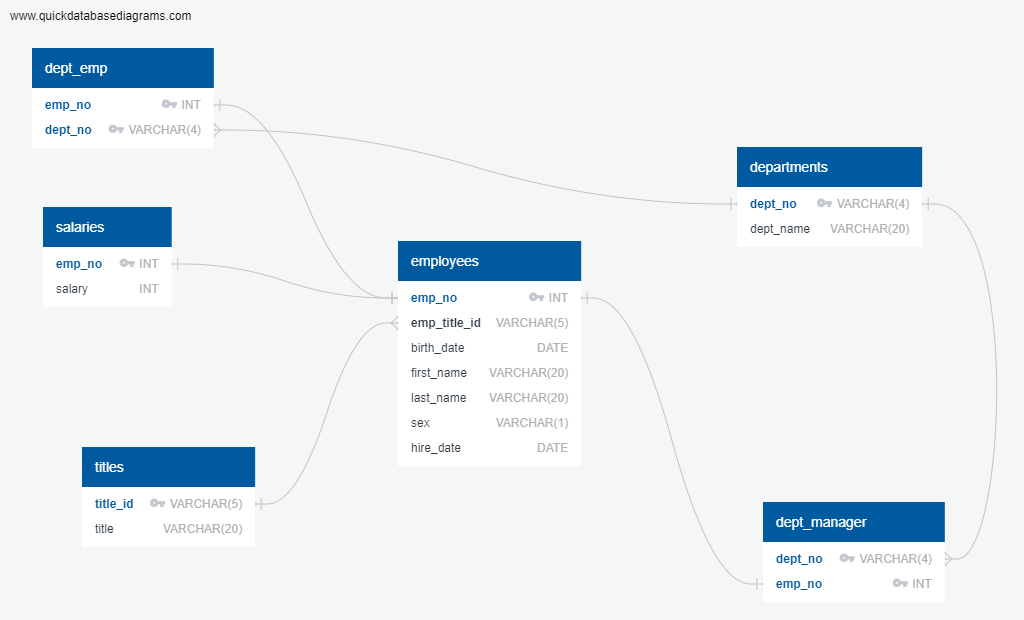 www.quickdatabasediagrams.com
dept_emp
emp_no INT
dept_no VARCHAR(4)
salaries
emp_no INT
salary INT
titles
title_id VARCHAR(5)
title VARCHAR(20)
employees
emp_no INT
emp_title_id VARCHAR(5)
birth_date DATE
first_name VARCHAR(20)
last_name VARCHAR(20)
sex VARCHAR(1)
hire_date DATE
departments
dept_no VARCHAR(4)
dept_name VARCHAR(20)
dept_manager
dept_no VARCHAR(4)
emp_no INT